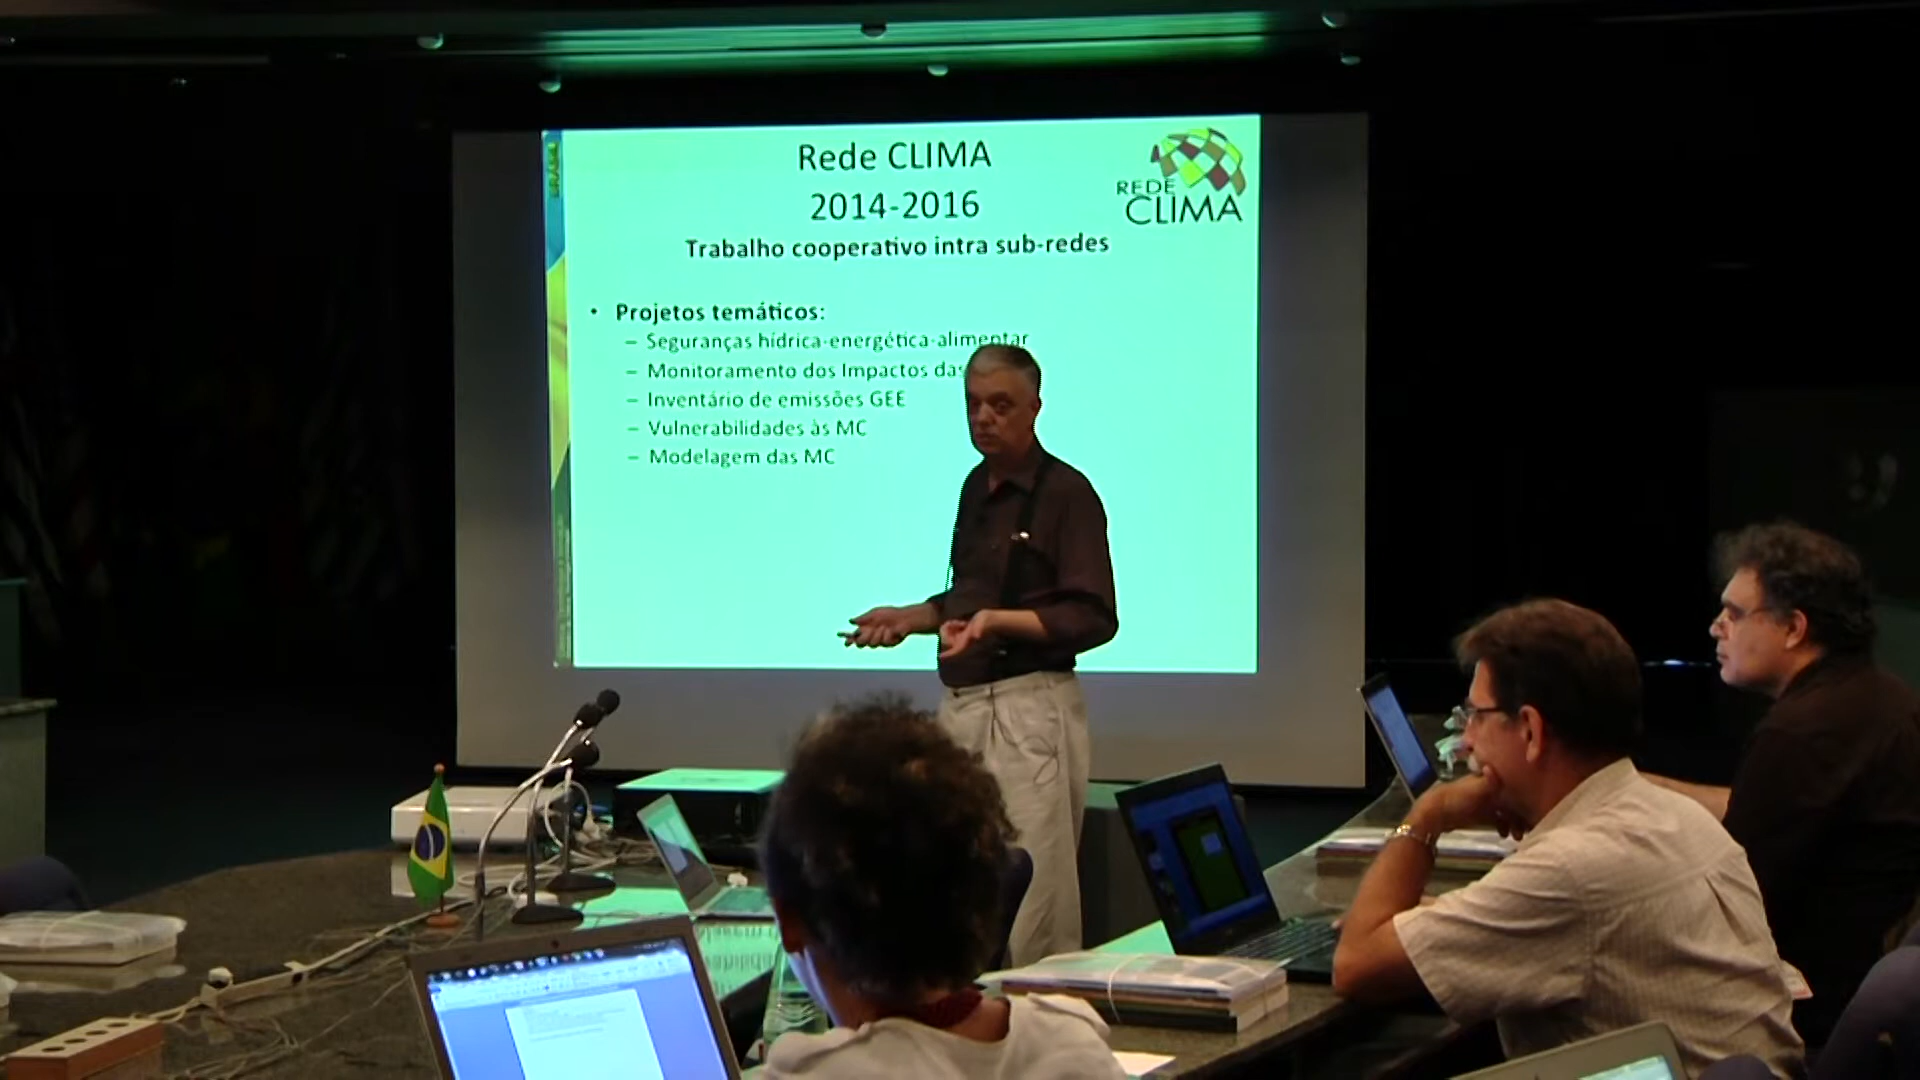 Rede CLIMA
2014-2016
REDE
CLIMA
Trabalho cooperativo intra sub-redes
• Projetos temáticos:
– Seguranças hídrica-energética-alimentar
– Monitoramento dos Impactos das
– Inventário de emissões GEE
– Vulnerabilidades às MC
– Modelagem das MC